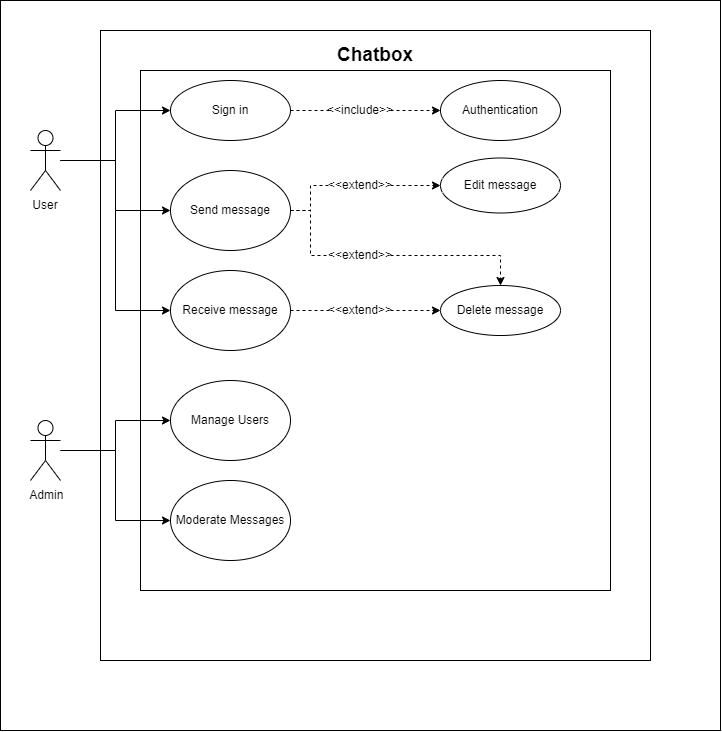 Chatbox
Sign in
<<include>>
Authentication
User
Send message
<<extend>>
Edit message
<<extend>>
Receive message
<<extend>>
Delete message
Admin
Manage Users
Moderate Messages